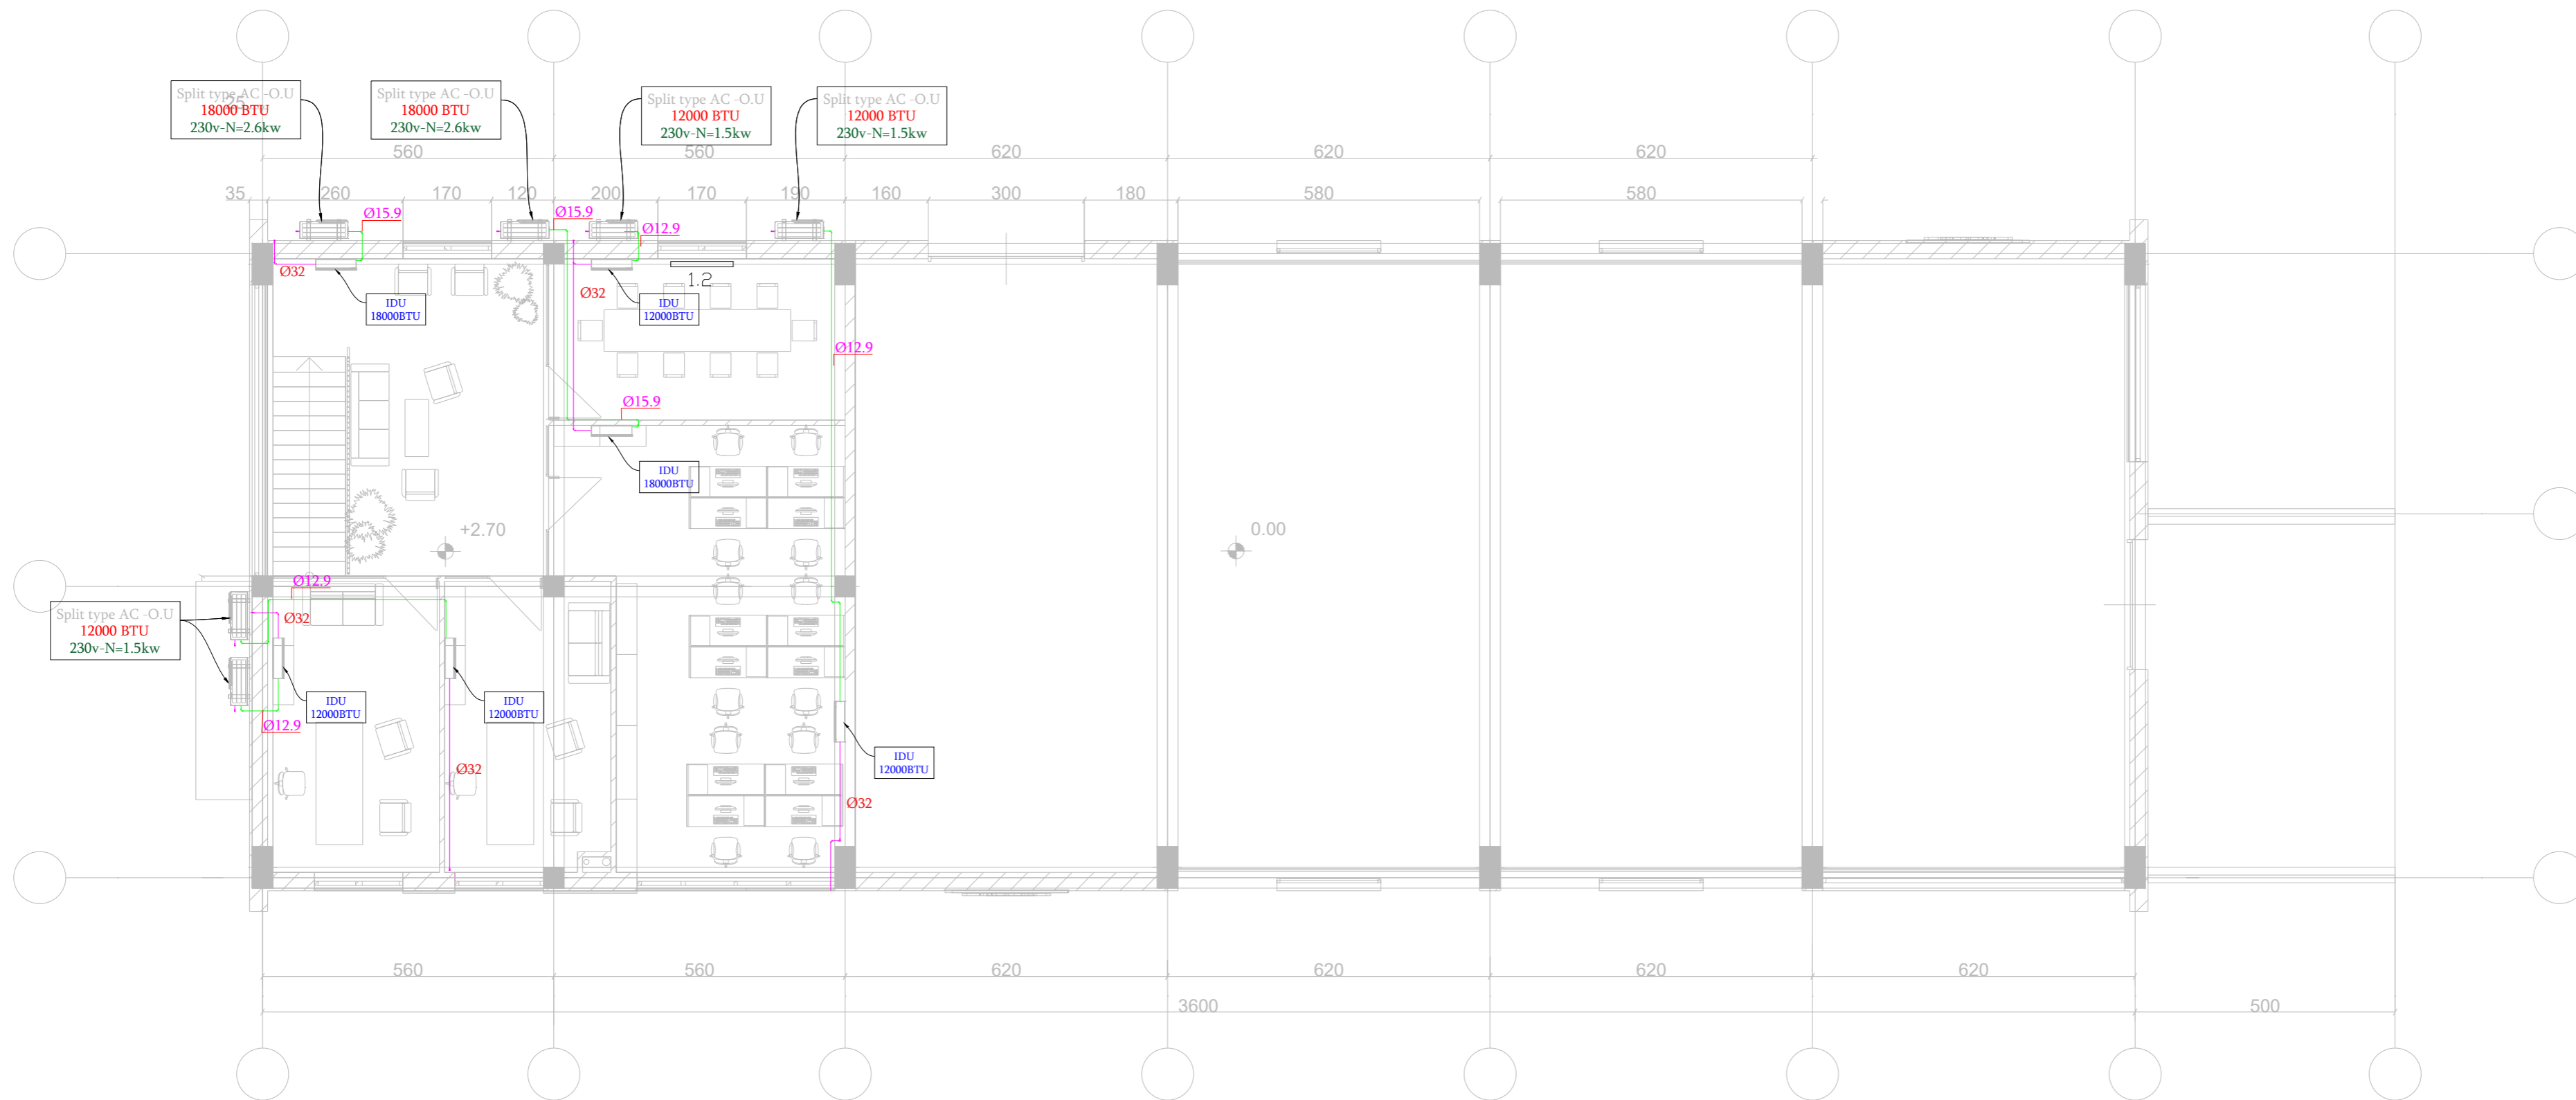 Split type AC -O.U
18000 BTU
230v-N=2.6kw
25
Split type AC -O.U
18000 BTU
230v-N=2.6kw
Split type AC -O.U
12000 BTU
230v-N=1.5kw
Split type AC -O.U
12000 BTU
230v-N=1.5kw
560
560
620
620
620
35
260
170
120
200
170
190
160
300
180
580
580
Ø15.9
Ø15.9
Ø12.9
Ø32
1.2
Ø32
IDU
18000BTU
IDU
12000BTU
Ø12.9
Ø15.9
IDU
18000BTU
+2.70
0.00
Ø12.9
Split type AC -O.U
12000 BTU
230v-N=1.5kw
Ø32
IDU
12000BTU
IDU
12000BTU
Ø12.9
IDU
12000BTU
Ø32
Ø32
560
560
620
620
620
620
3600
500